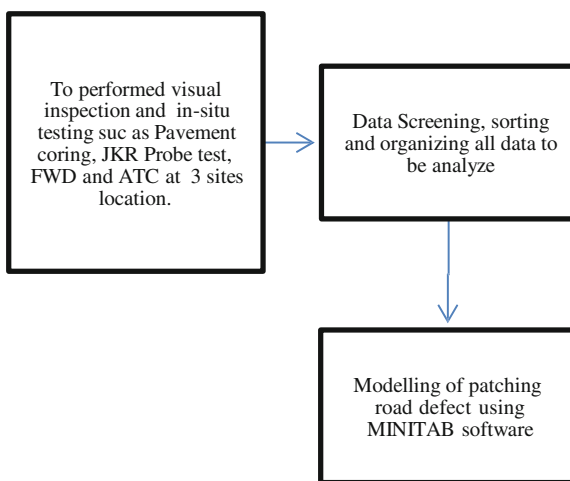 To performed visual
inspection and in-situ
testing suc as Pavement
coring, JKR Probe test,
FWD and ATC at 3 sites
location.
Data Screening, sorting
and organizing all data to
be analyze
Modelling of patching
road defect using
MINITAB software